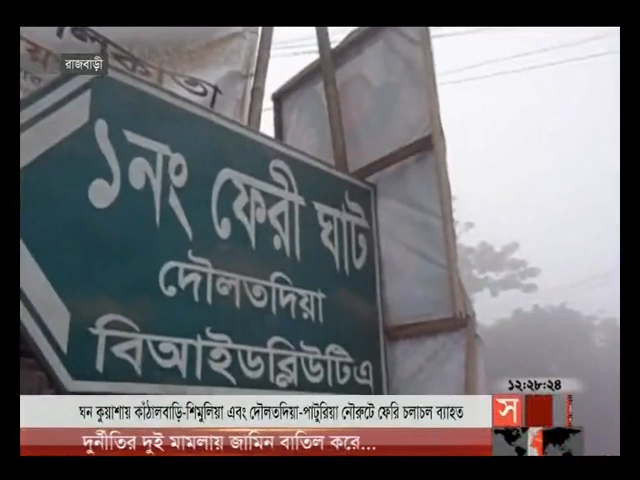 রাজবাড়ী
১নং ফেরী ঘাট
দৌলতদিয়া
বিআইডব্লিউটিএ
১২:২৮:২৪
ঘন কুয়াশায় কাঁঠালবাড়ি-শিমুলিয়া এবং দৌলতদিয়া-পাটুরিয়া নৌরুটে ফেরি চলাচল ব্যাহত
স
দুর্নীতির দুই মামলায় জামিন বাতিল করে...